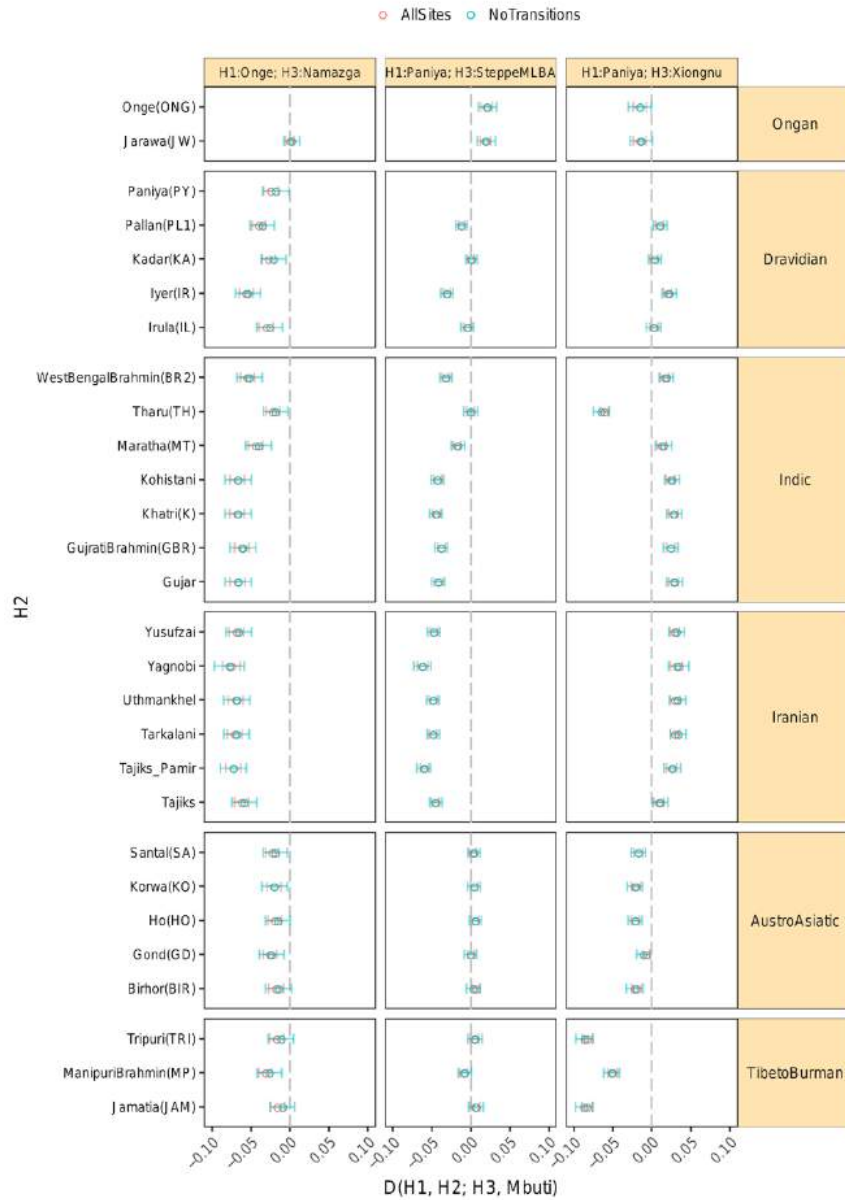 AllSites NoTransitions
H1:Onge; H3:Namazga H1:Paniya; H3:SteppeMLBA H1:Paniya; H3:Xiongnu
Onge(ONG)
Jarawa(JW)
Ongan
Paniya(PY)
Pallan(PL1)
Kadar(KA)
Iyer(IR)
Irula(IL)
Dravidian
WestBengalBrahmin(BR2)
Tharu(TH)
Maratha(MT)
Kohistani
Khatri(K)
GujratiBrahmin(GBR)
Gujar
Indic
H2
Yusufzai
Yagnobi
Uthmankhel
Tarkalani
Tajiks_Pamir
Tajiks
Iranian
Santal(SA)
Korwa(KO)
Ho(HO)
Gond(GD)
Birhor(BIR)
AustroAsiatic
Tripuri(TRI)
ManipuriBrahmin(MP)
Jamatia(JAM)
TibetoBurman
−0.10 −0.05 0.00 0.05 0.10 −0.10 −0.05 0.00 0.05 0.10 −0.10 −0.05 0.00 0.05 0.10
D(H1, H2; H3, Mbuti)